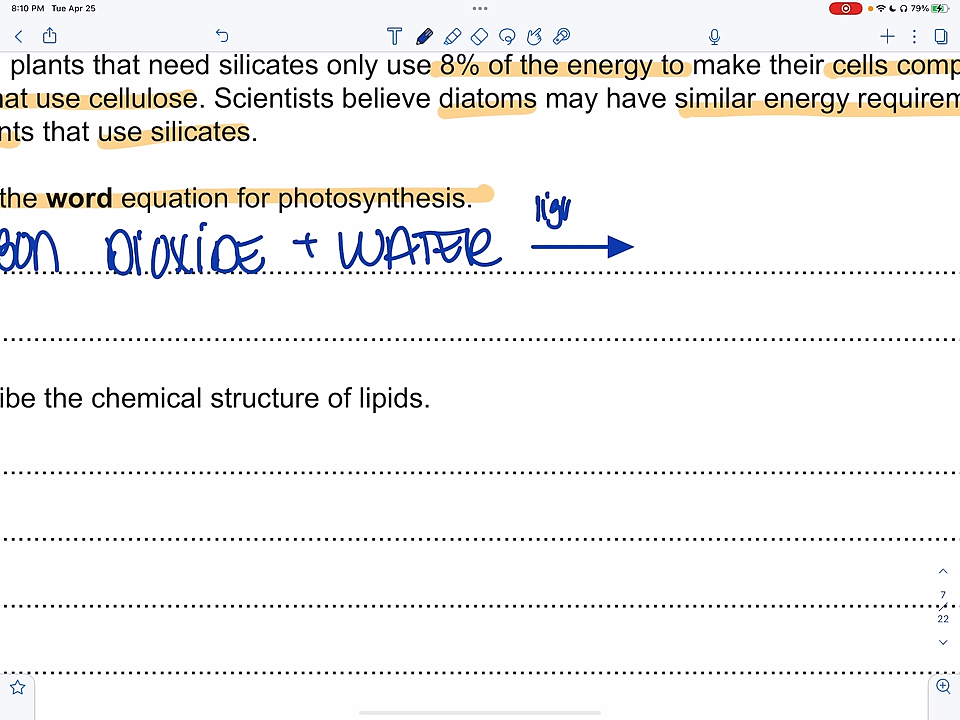 8:10 PM Tue Apr 25
79%
plants that need silicates only use 8% of the energy to make their cells comp
hat use cellulose. Scientists believe diatoms may have similar energy requirem
nts that use silicates.
the word equation for photosynthesis.
ligh
BON DIOXIDE + WATER
ibe the chemical structure of lipids.
7
22